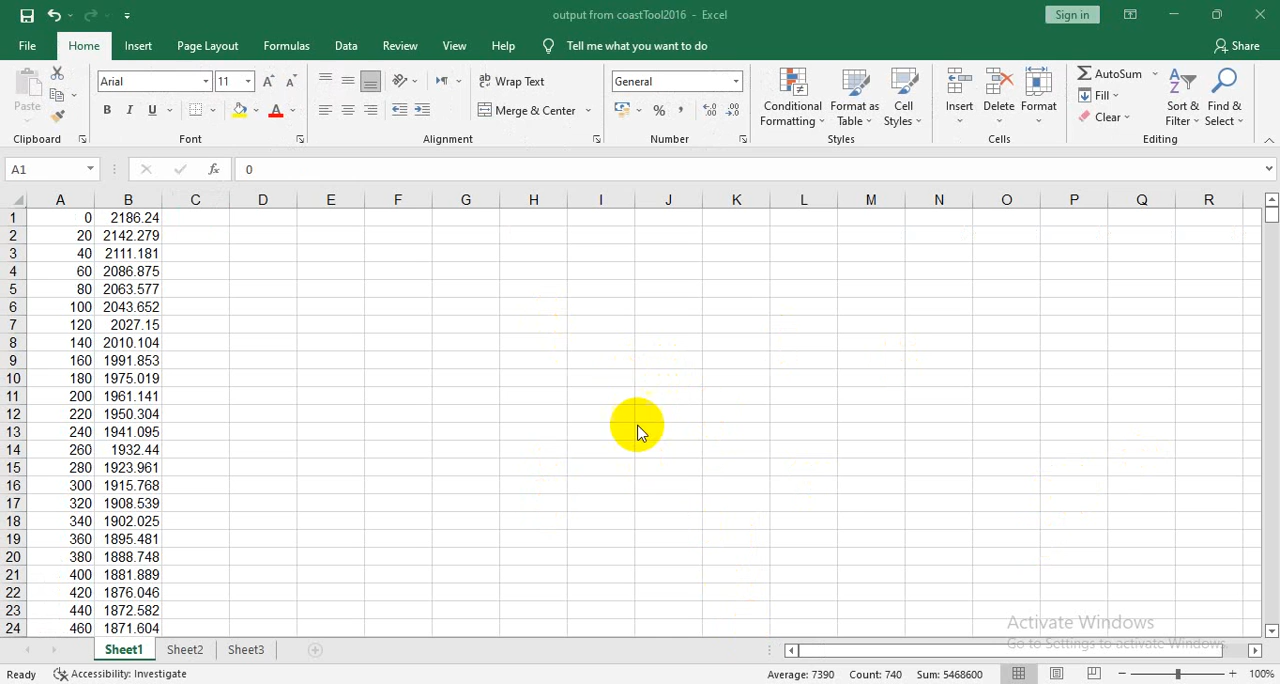 output from coastTool2016 - Excel
Sign in
File Home Insert Page Layout Formulas Data Review View Help Tell me what you want to do Share
Paste
Arial 11
B I U A
Wrap Text
Merge & Center
General
% ,
Conditional Formatting
Format as Table
Cell Styles
Insert Delete Format
AutoSum
Fill
Clear
Sort & Filter
Find & Select
Clipboard Font Alignment Number Styles Cells Editing
A1 fx 0
A B C D E F G H I J K L M N O P Q R
1 0 2186.24
2 20 2142.279
3 40 2111.181
4 60 2086.875
5 80 2063.577
6 100 2043.652
7 120 2027.15
8 140 2010.104
9 160 1991.853
10 180 1975.019
11 200 1961.141
12 220 1950.304
13 240 1941.095
14 260 1932.44
15 280 1923.961
16 300 1915.768
17 320 1908.539
18 340 1902.025
19 360 1895.481
20 380 1888.748
21 400 1881.889
22 420 1876.046
23 440 1872.582
24 460 1871.604
Activate Windows
Go to Settings to activate Windows.
Sheet1 Sheet2 Sheet3
Ready Accessibility: Investigate Average: 7390 Count: 740 Sum: 5468600 100%